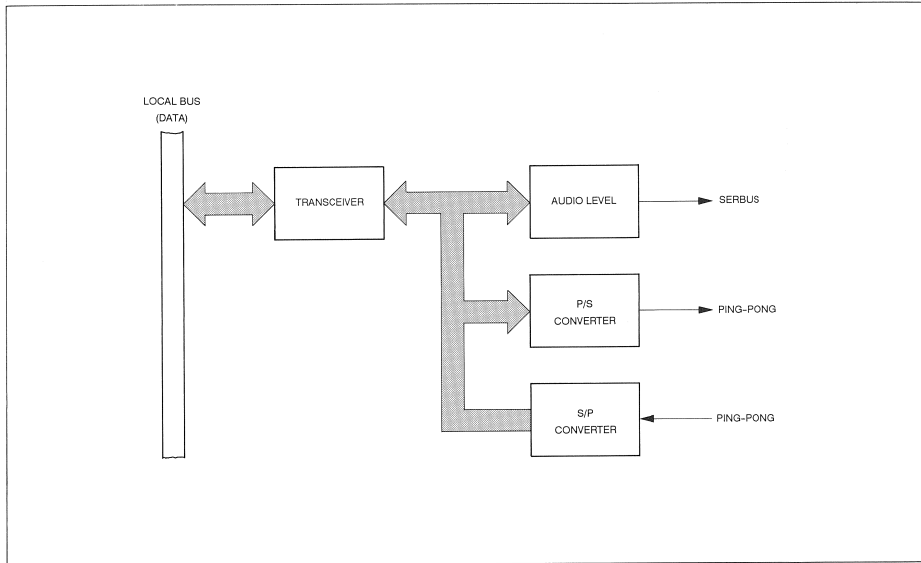 LOCAL BUS
(DATA)
TRANSCEIVER
AUDIO LEVEL
SERBUS
P/S
CONVERTER
PING-PONG
S/P
CONVERTER
PING-PONG